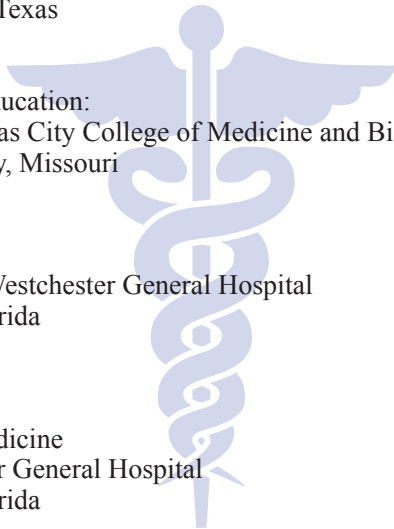 Texas
ucation:
as City College of Medicine and Bi
y, Missouri
Westchester General Hospital
rida
dicine
r General Hospital
rida